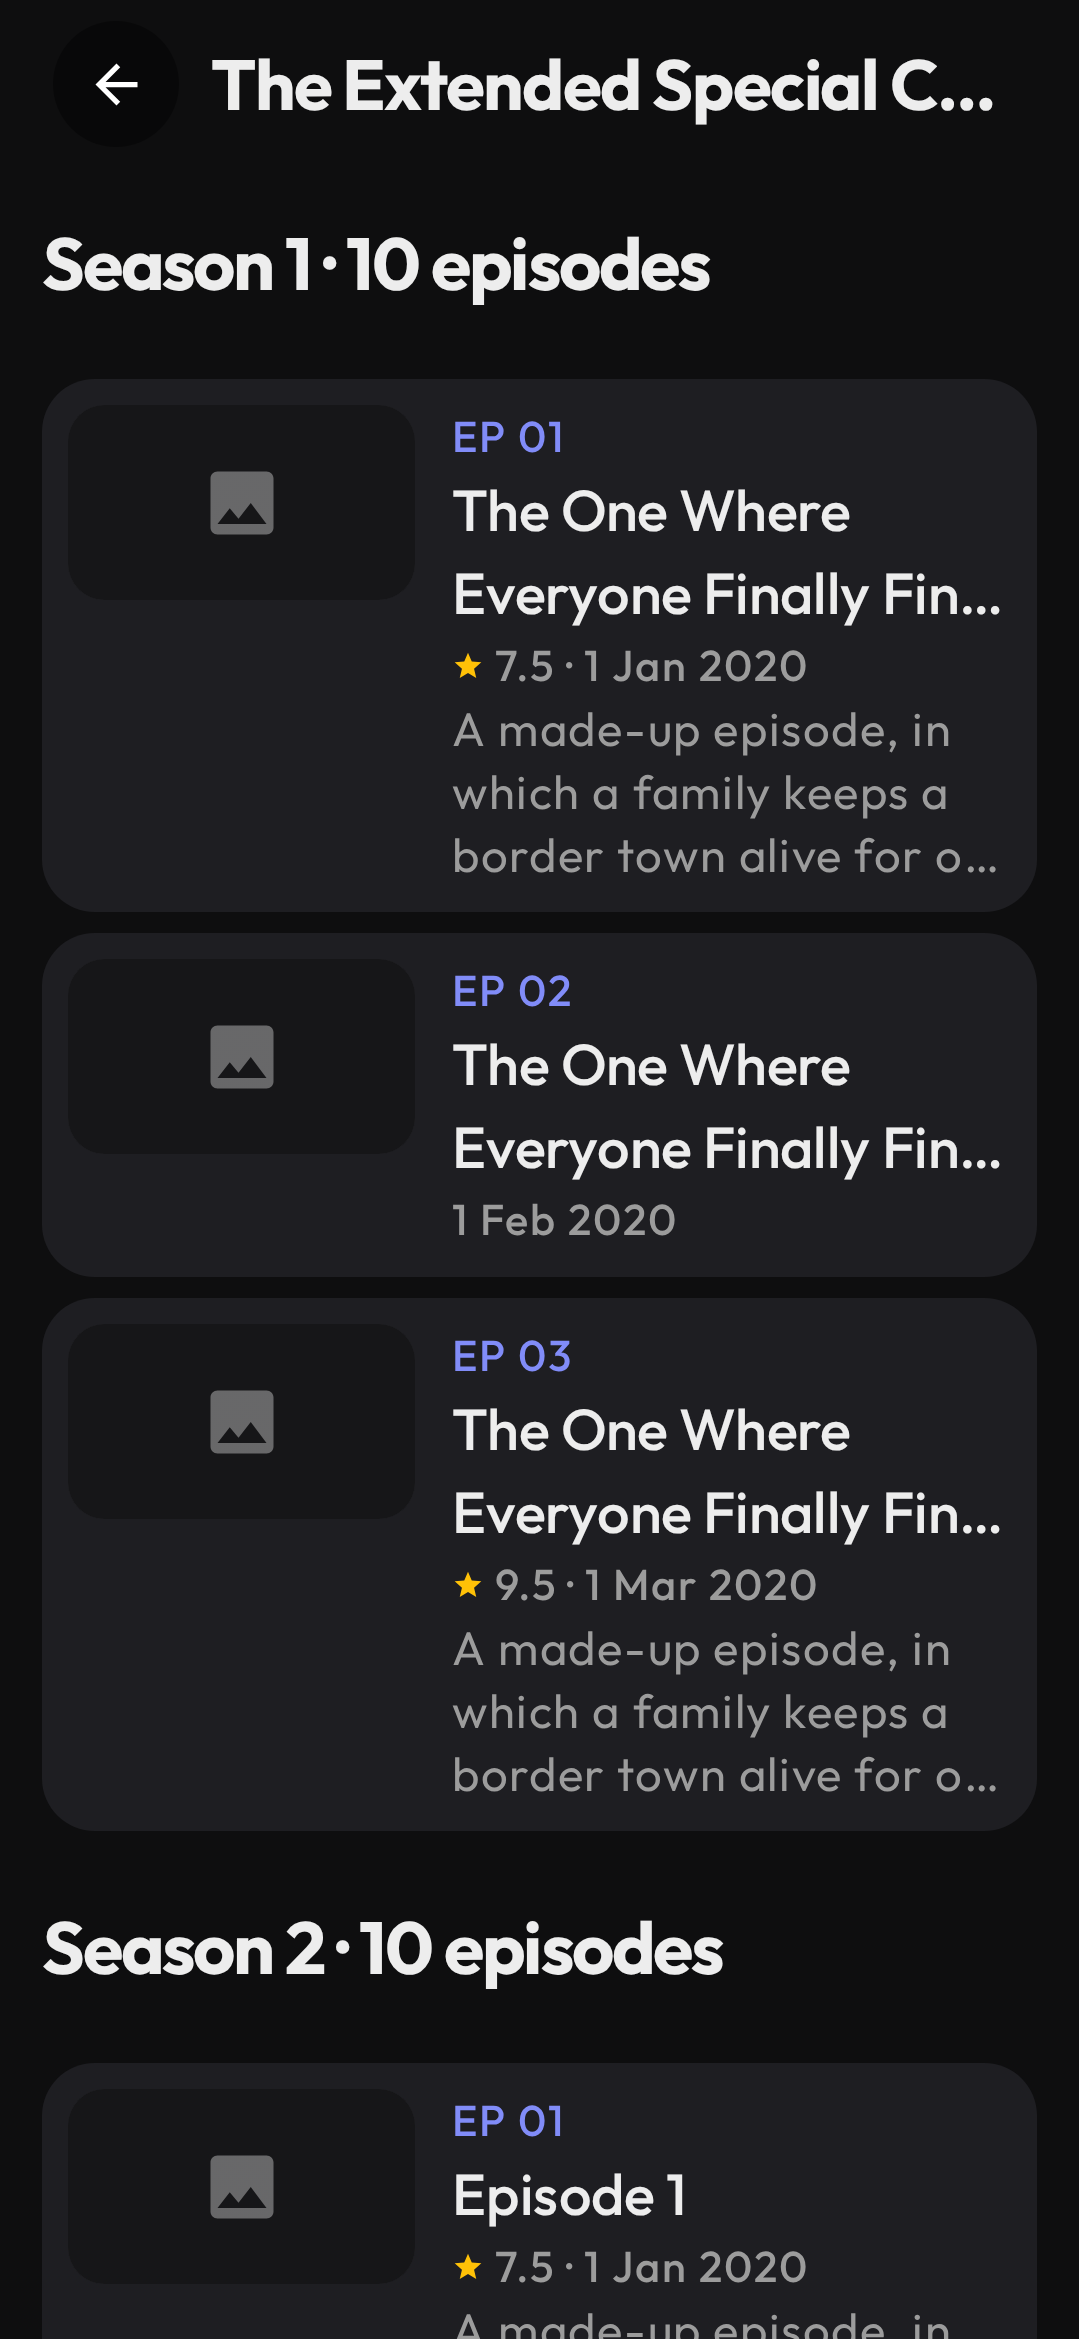 The Extended Special C...
Season 1 · 10 episodes
EP 01
The One Where
Everyone Finally Fin...
7.5 · 1 Jan 2020
A made-up episode, in
which a family keeps a
border town alive for o...
EP 02
The One Where
Everyone Finally Fin...
1 Feb 2020
EP 03
The One Where
Everyone Finally Fin...
9.5 · 1 Mar 2020
A made-up episode, in
which a family keeps a
border town alive for o...
Season 2 · 10 episodes
EP 01
Episode 1
7.5 · 1 Jan 2020
A made-up episode, in